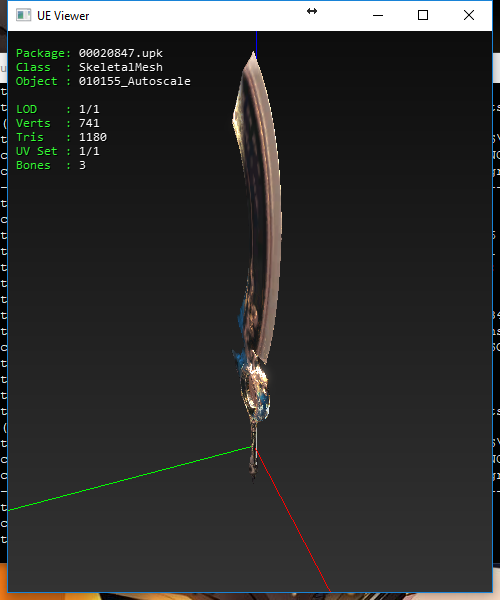 UE Viewer
Package: 00020847.upk
Class  : SkeletalMesh
Object : 010155_Autoscale
LOD    : 1/1
Verts  : 741
Tris   : 1180
UV Set : 1/1
Bones  : 3